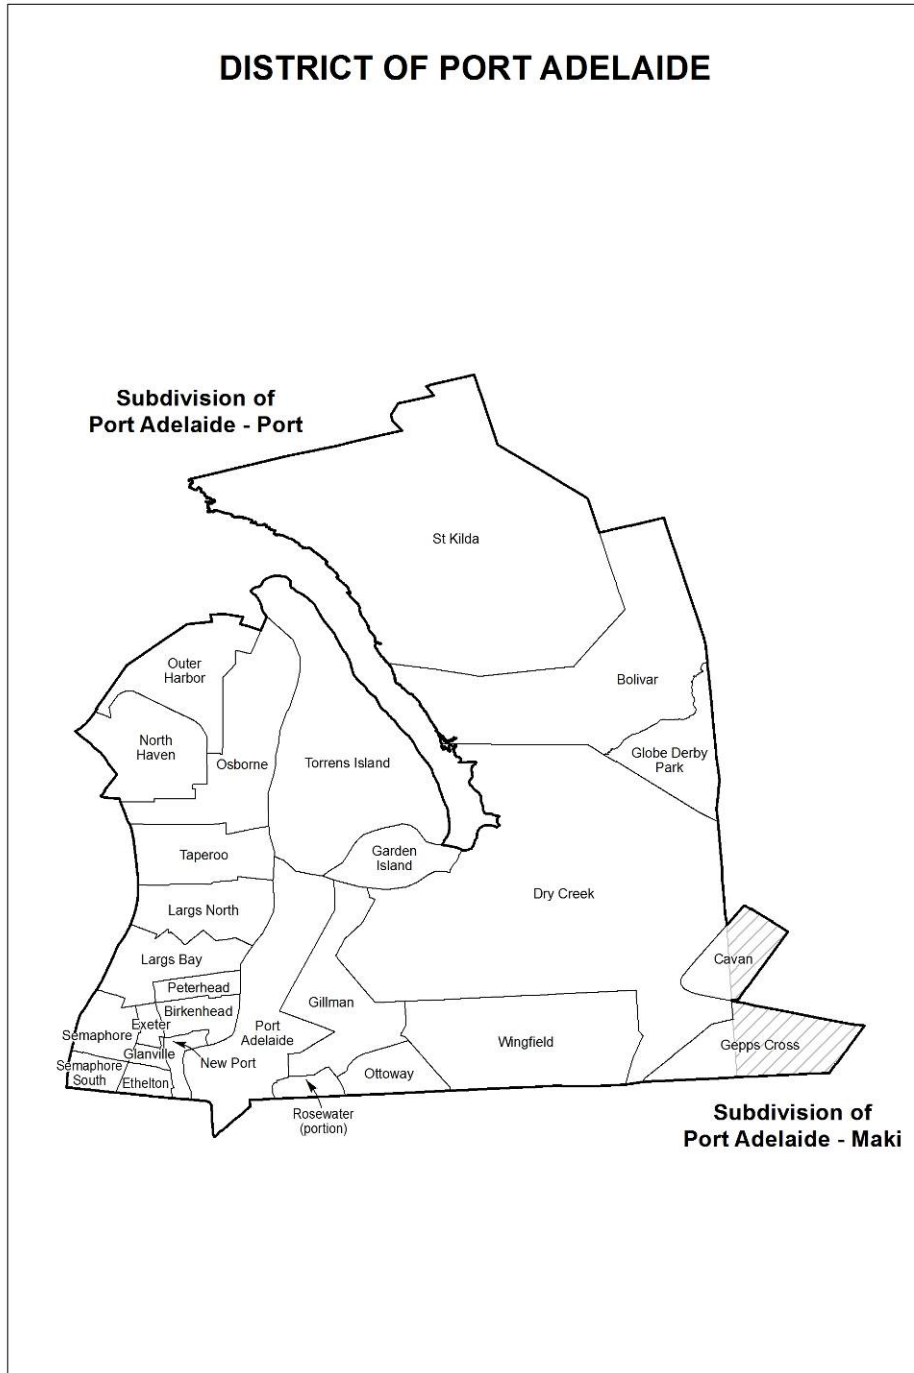 DISTRICT OF PORT ADELAIDE
Subdivision of
Port Adelaide - Port
St Kilda
Outer
Harbor
Bolivar
North
Haven
Osborne
Torrens Island
Globe Derby
Park
Taperoo
Garden
Island
Dry Creek
Largs North
Largs Bay
Cavan
Peterhead
Gillman
Birkenhead
Exeter
Port
Adelaide
Semaphore
Wingfield
Gepps Cross
Glanville
New Port
Semaphore
South
Ethelton
Ottoway
Rosewater
(portion)
Subdivision of
Port Adelaide - Maki